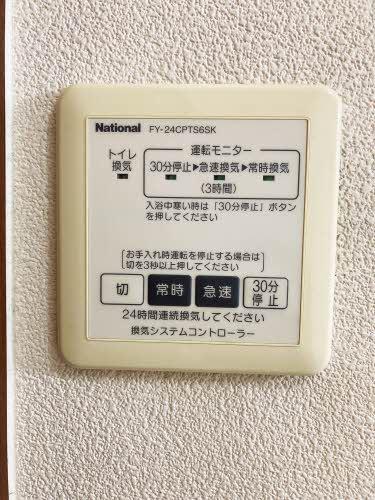 National FY-24CPTS6SK
運転モニター
トイレ
換気
30分停止▶急速換気▶常時換気
(3時間)
入浴中寒い時は「30分停止」ボタン
を押してください
お手入れ時運転を停止する場合は
切を3秒以上押してください
切 常時 急速 30分
停止
24時間連続換気してください
換気システムコントローラー